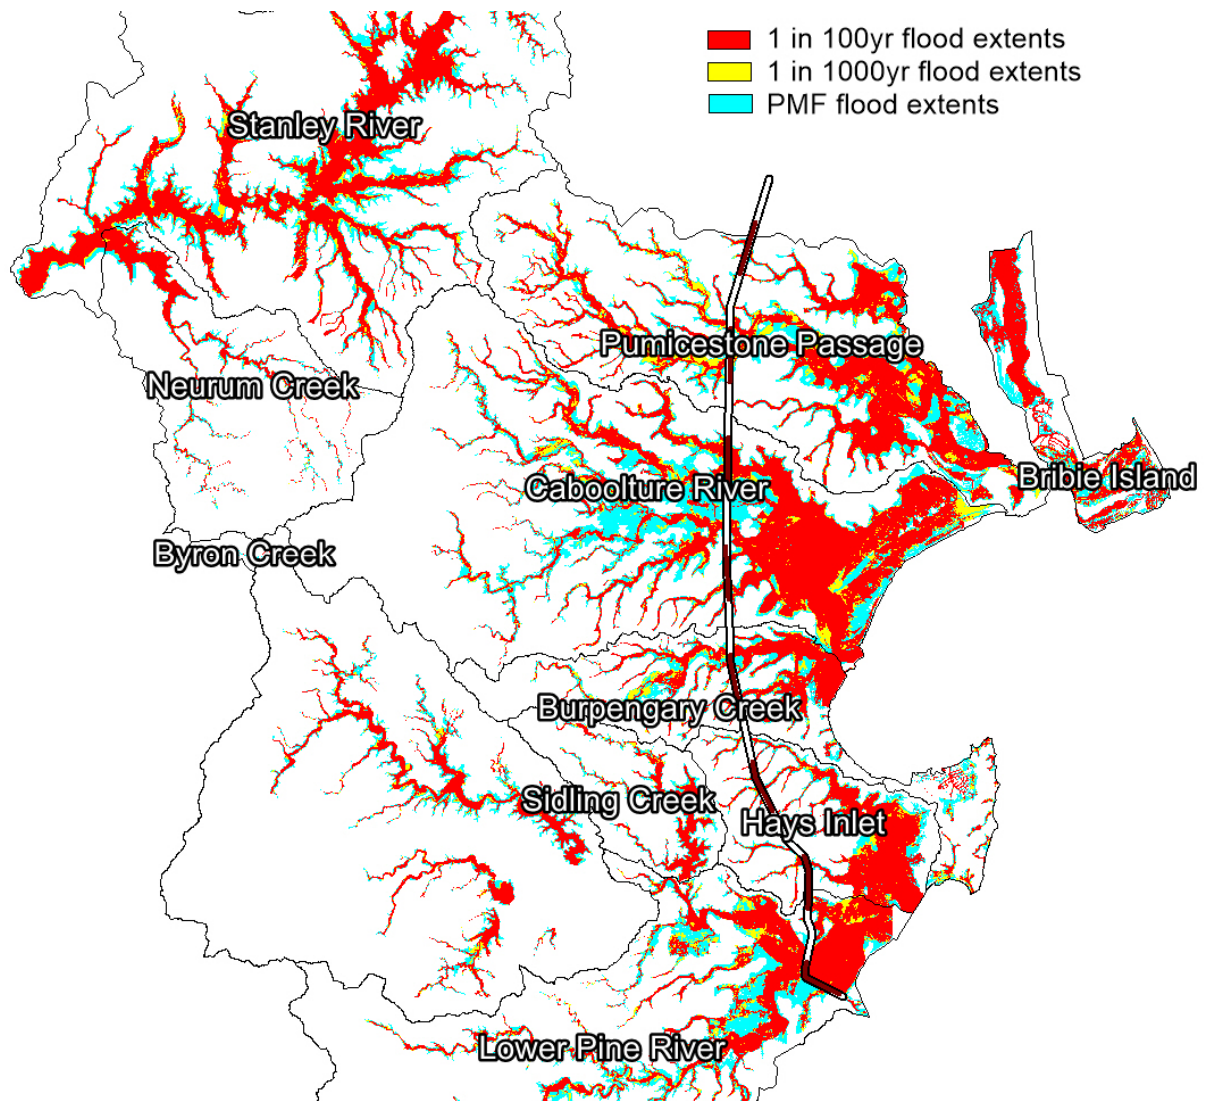 1 in 100yr flood extents
1 in 1000yr flood extents
PMF flood extents
Stanley River
Pumicestone Passage
Neurum Creek
Bribie Island
Caboolture River
Byron Creek
Burpengary Creek
Sidling Creek
Hays Inlet
Lower Pine River